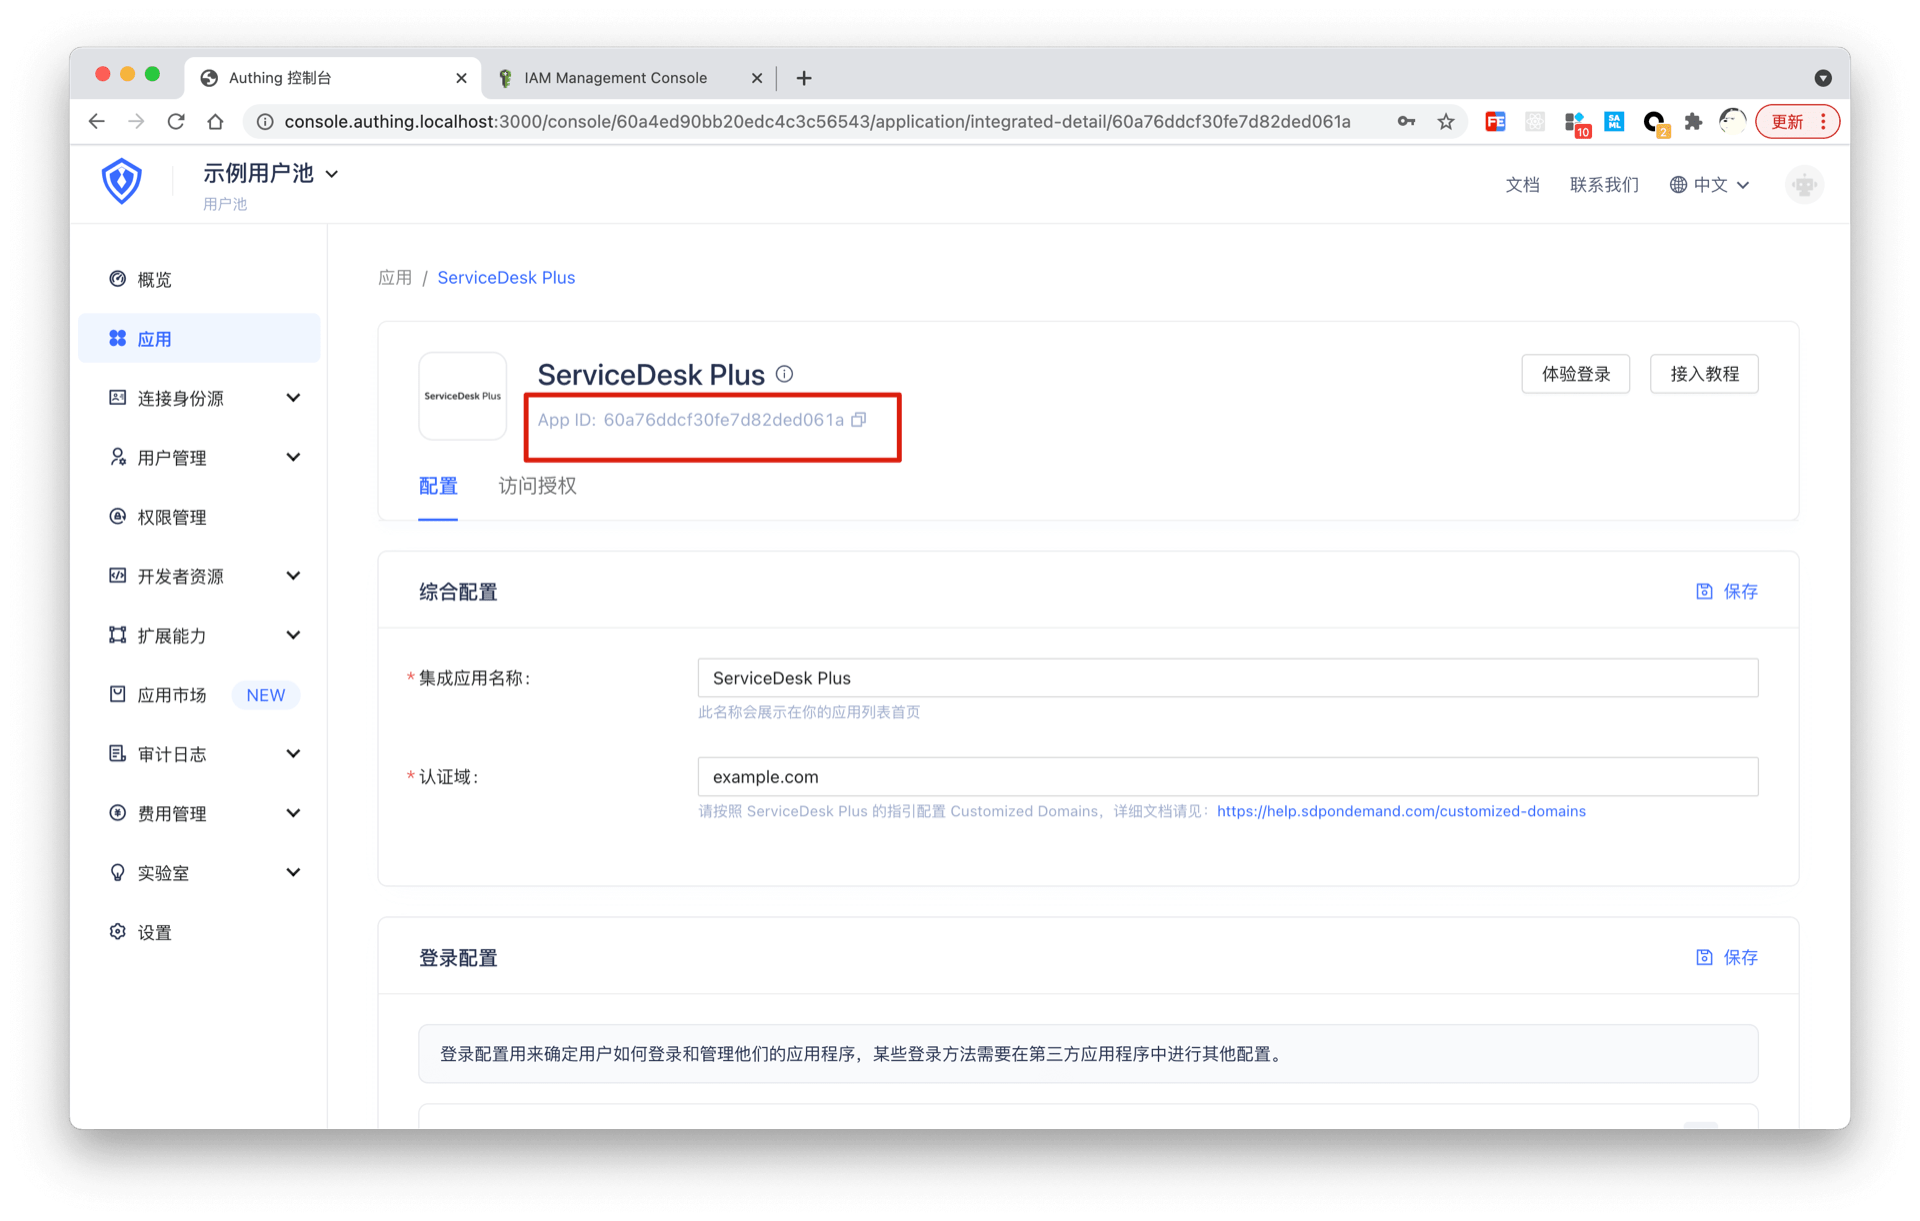 Authing 控制台
IAM Management Console
console.authing.localhost:3000/console/60a4ed90bb20edc4c3c56543/application/integrated-detail/60a76ddcf30fe7d82ded061a
FE
10
SA
ML
2
更新
示例用户池
用户池
文档
联系我们
中文
概览
应用
连接身份源
用户管理
权限管理
开发者资源
扩展能力
应用市场 NEW
审计日志
费用管理
实验室
设置
应用 / ServiceDesk Plus
ServiceDesk Plus
ServiceDesk Plus
App ID: 60a76ddcf30fe7d82ded061a
体验登录
接入教程
配置
访问授权
综合配置
保存
* 集成应用名称:
ServiceDesk Plus
此名称会展示在你的应用列表首页
* 认证域:
example.com
请按照 ServiceDesk Plus 的指引配置 Customized Domains，详细文档请见：https://help.sdpondemand.com/customized-domains
登录配置
保存
登录配置用来确定用户如何登录和管理他们的应用程序，某些登录方法需要在第三方应用程序中进行其他配置。